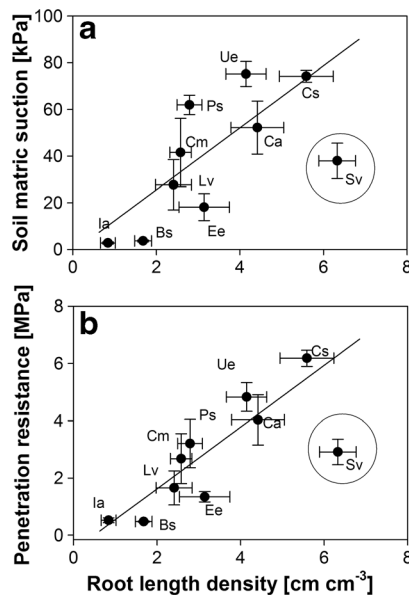 a
Soil matric suction [kPa]
100
80
60
40
20
0
Ue
Cs
Ps
Cm
Ca
Lv
Sv
Ia
Bs
Ee
0 2 4 6 8
b
Penetration resistance [MPa]
8
6
4
2
0
Cs
Ue
Ps
Cm
Ca
Lv
Sv
Ia
Bs
Ee
0 2 4 6 8
Root length density [cm cm⁻³]